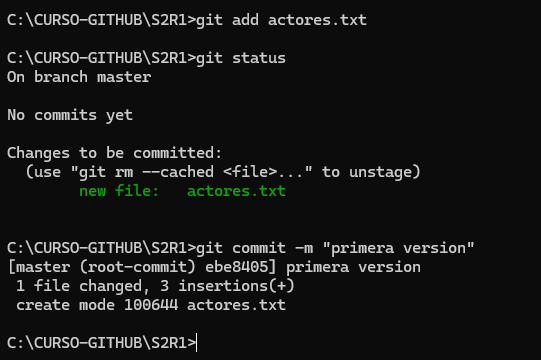 C:\CURSO-GITHUB\S2R1>git add actores.txt
C:\CURSO-GITHUB\S2R1>git status
On branch master
No commits yet
Changes to be committed:
  (use "git rm --cached <file>..." to unstage)
        new file:   actores.txt
C:\CURSO-GITHUB\S2R1>git commit -m "primera version"
[master (root-commit) ebe8405] primera version
 1 file changed, 3 insertions(+)
 create mode 100644 actores.txt
C:\CURSO-GITHUB\S2R1>